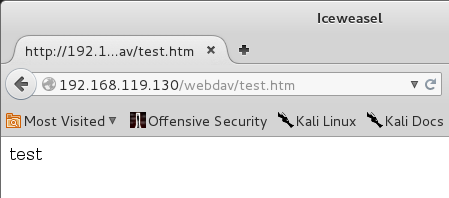 Iceweasel
http://192.1...av/test.htm
192.168.119.130/webdav/test.htm
Most Visited Offensive Security Kali Linux Kali Docs
test